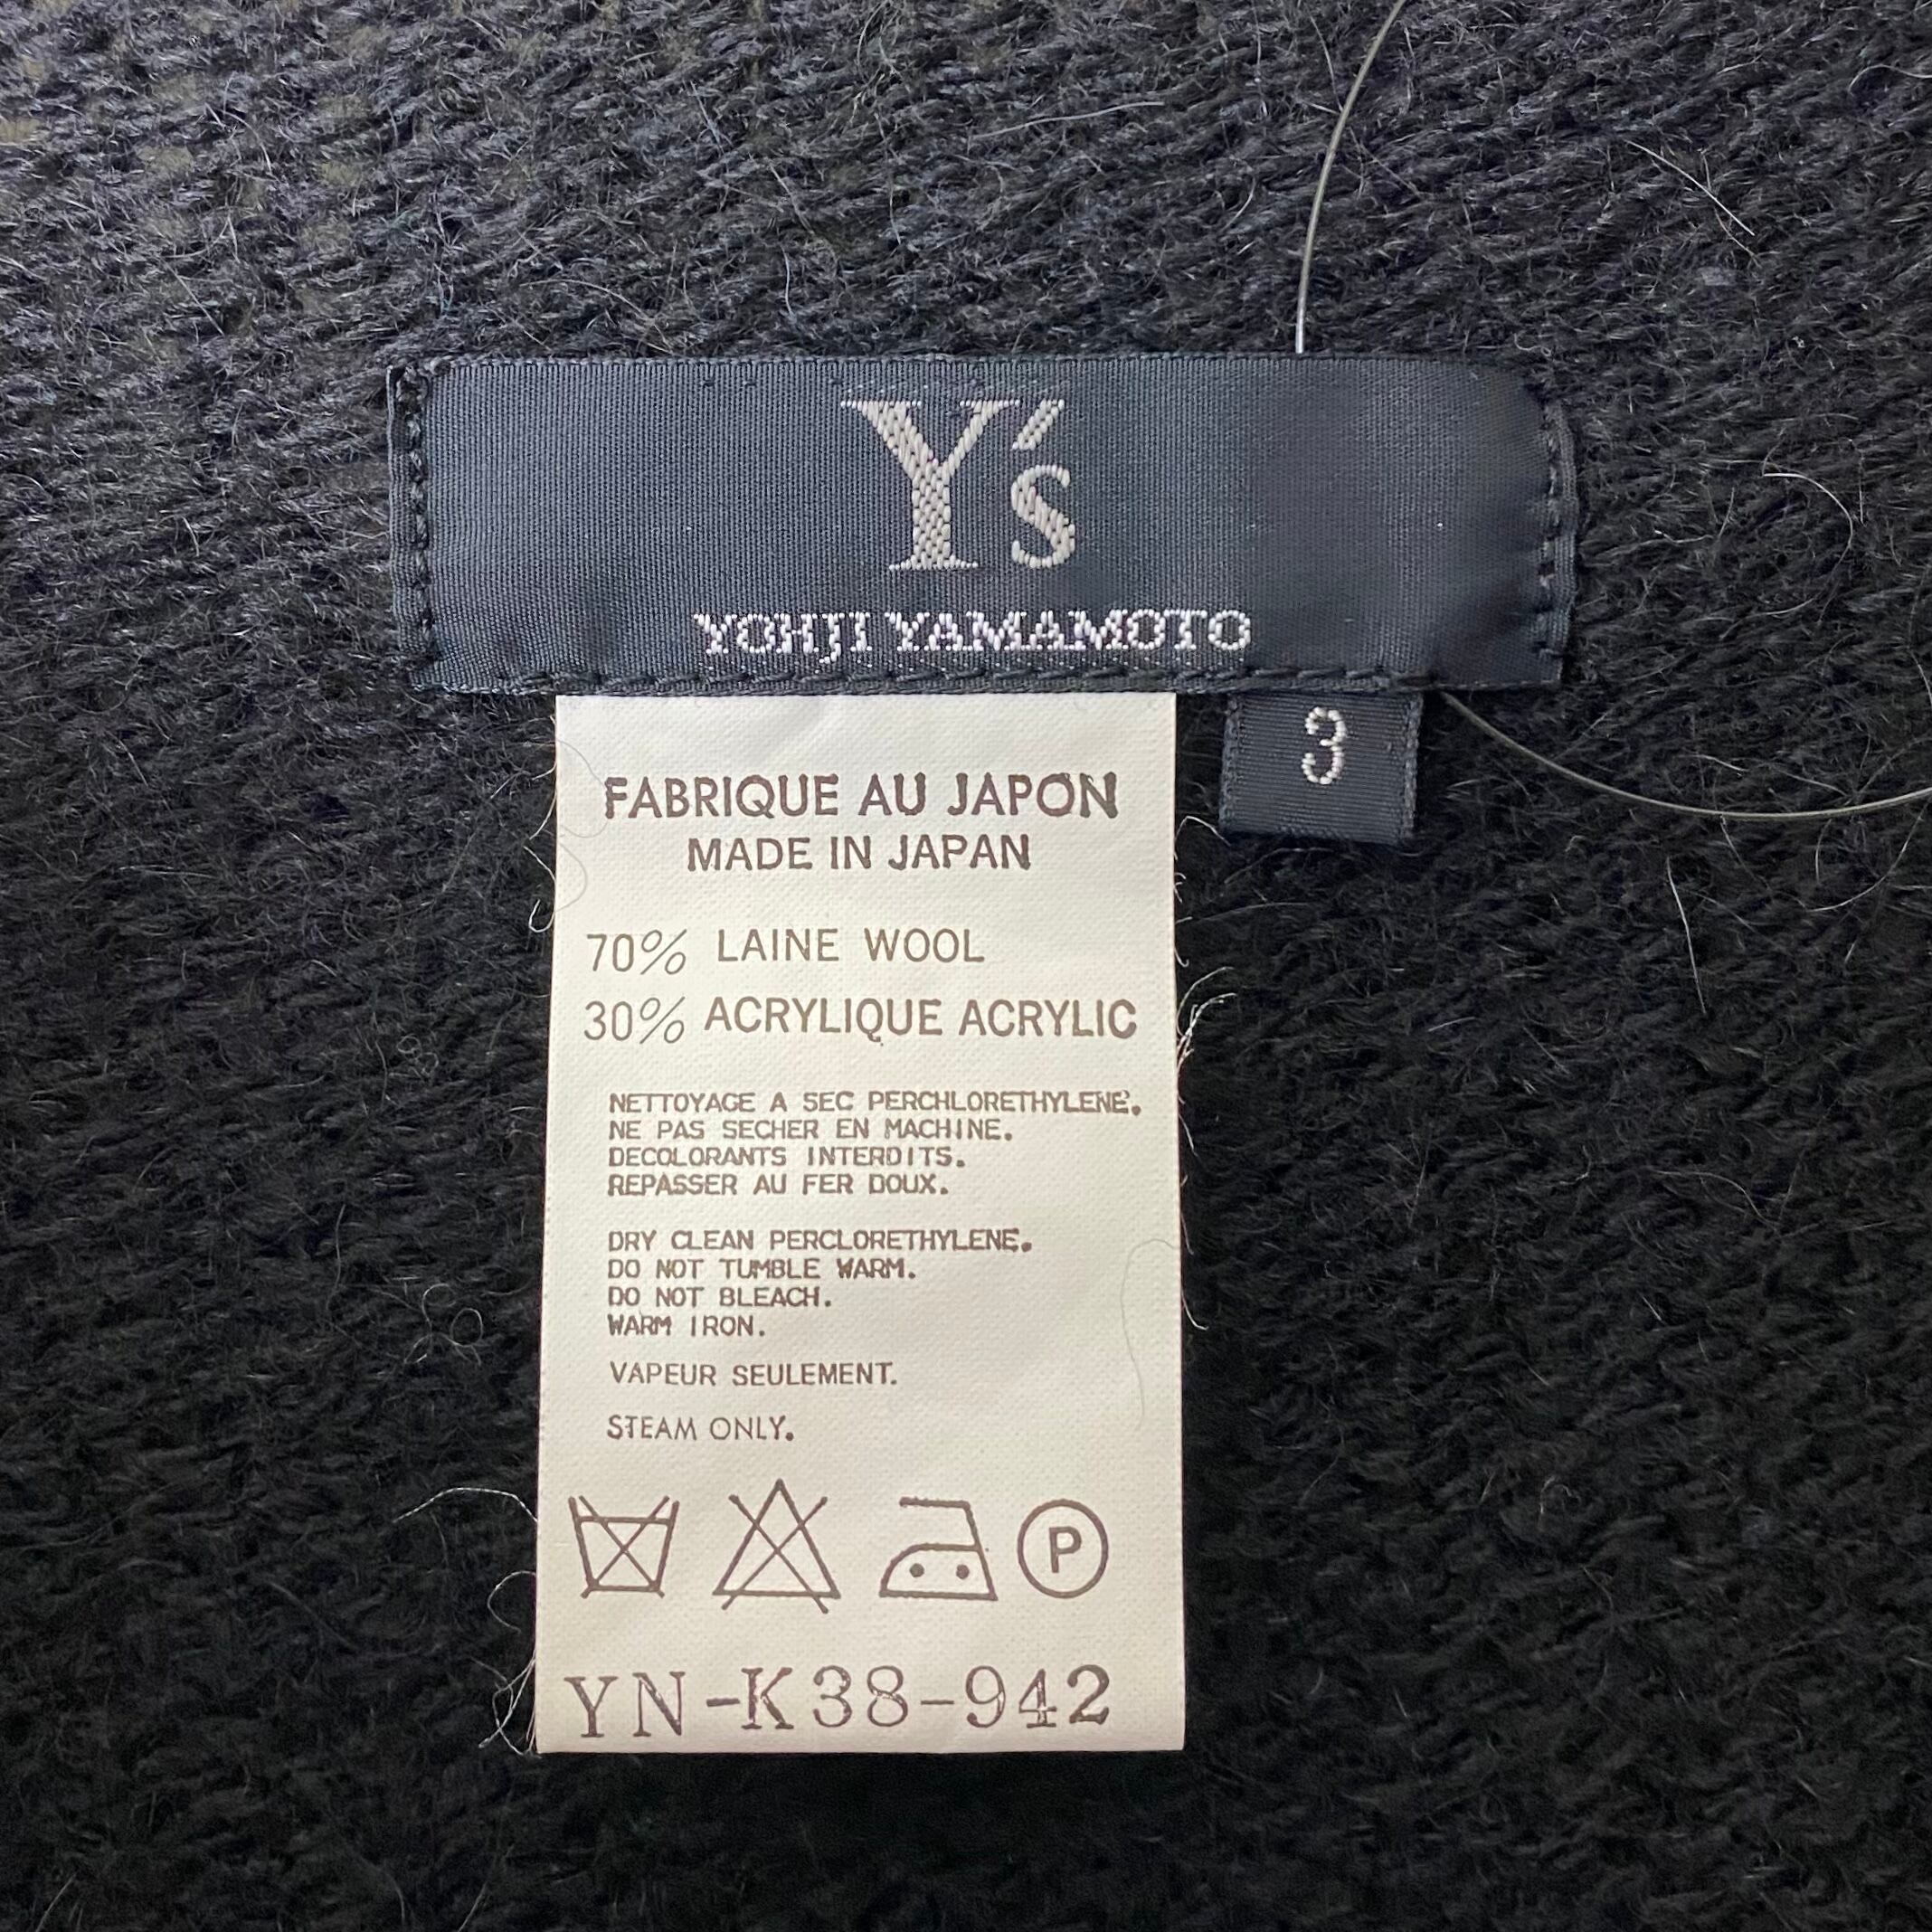 Y's
YOHJI YAMAMOTO
3
FABRIQUE AU JAPON
MADE IN JAPAN
70% LAINE WOOL
30% ACRYLIQUE ACRYLIC
NETTOYAGE A SEC PERCHLORETHYLENE.
NE PAS SECHER EN MACHINE.
DECOLORANTS INTERDITS.
REPASSER AU FER DOUX.
DRY CLEAN PERCLORETHYLENE.
DO NOT TUMBLE WARM.
DO NOT BLEACH.
WARM IRON.
VAPEUR SEULEMENT.
STEAM ONLY.
P
YN-K38-942